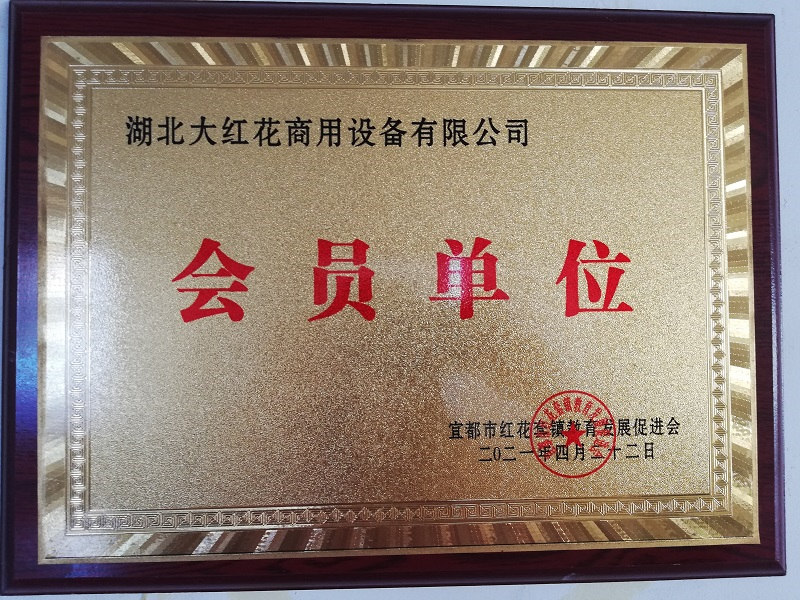 湖北大红花商用设备有限公司
会员单位
宜都市红花套镇教育发展促进会
二〇二一年四月二十二日